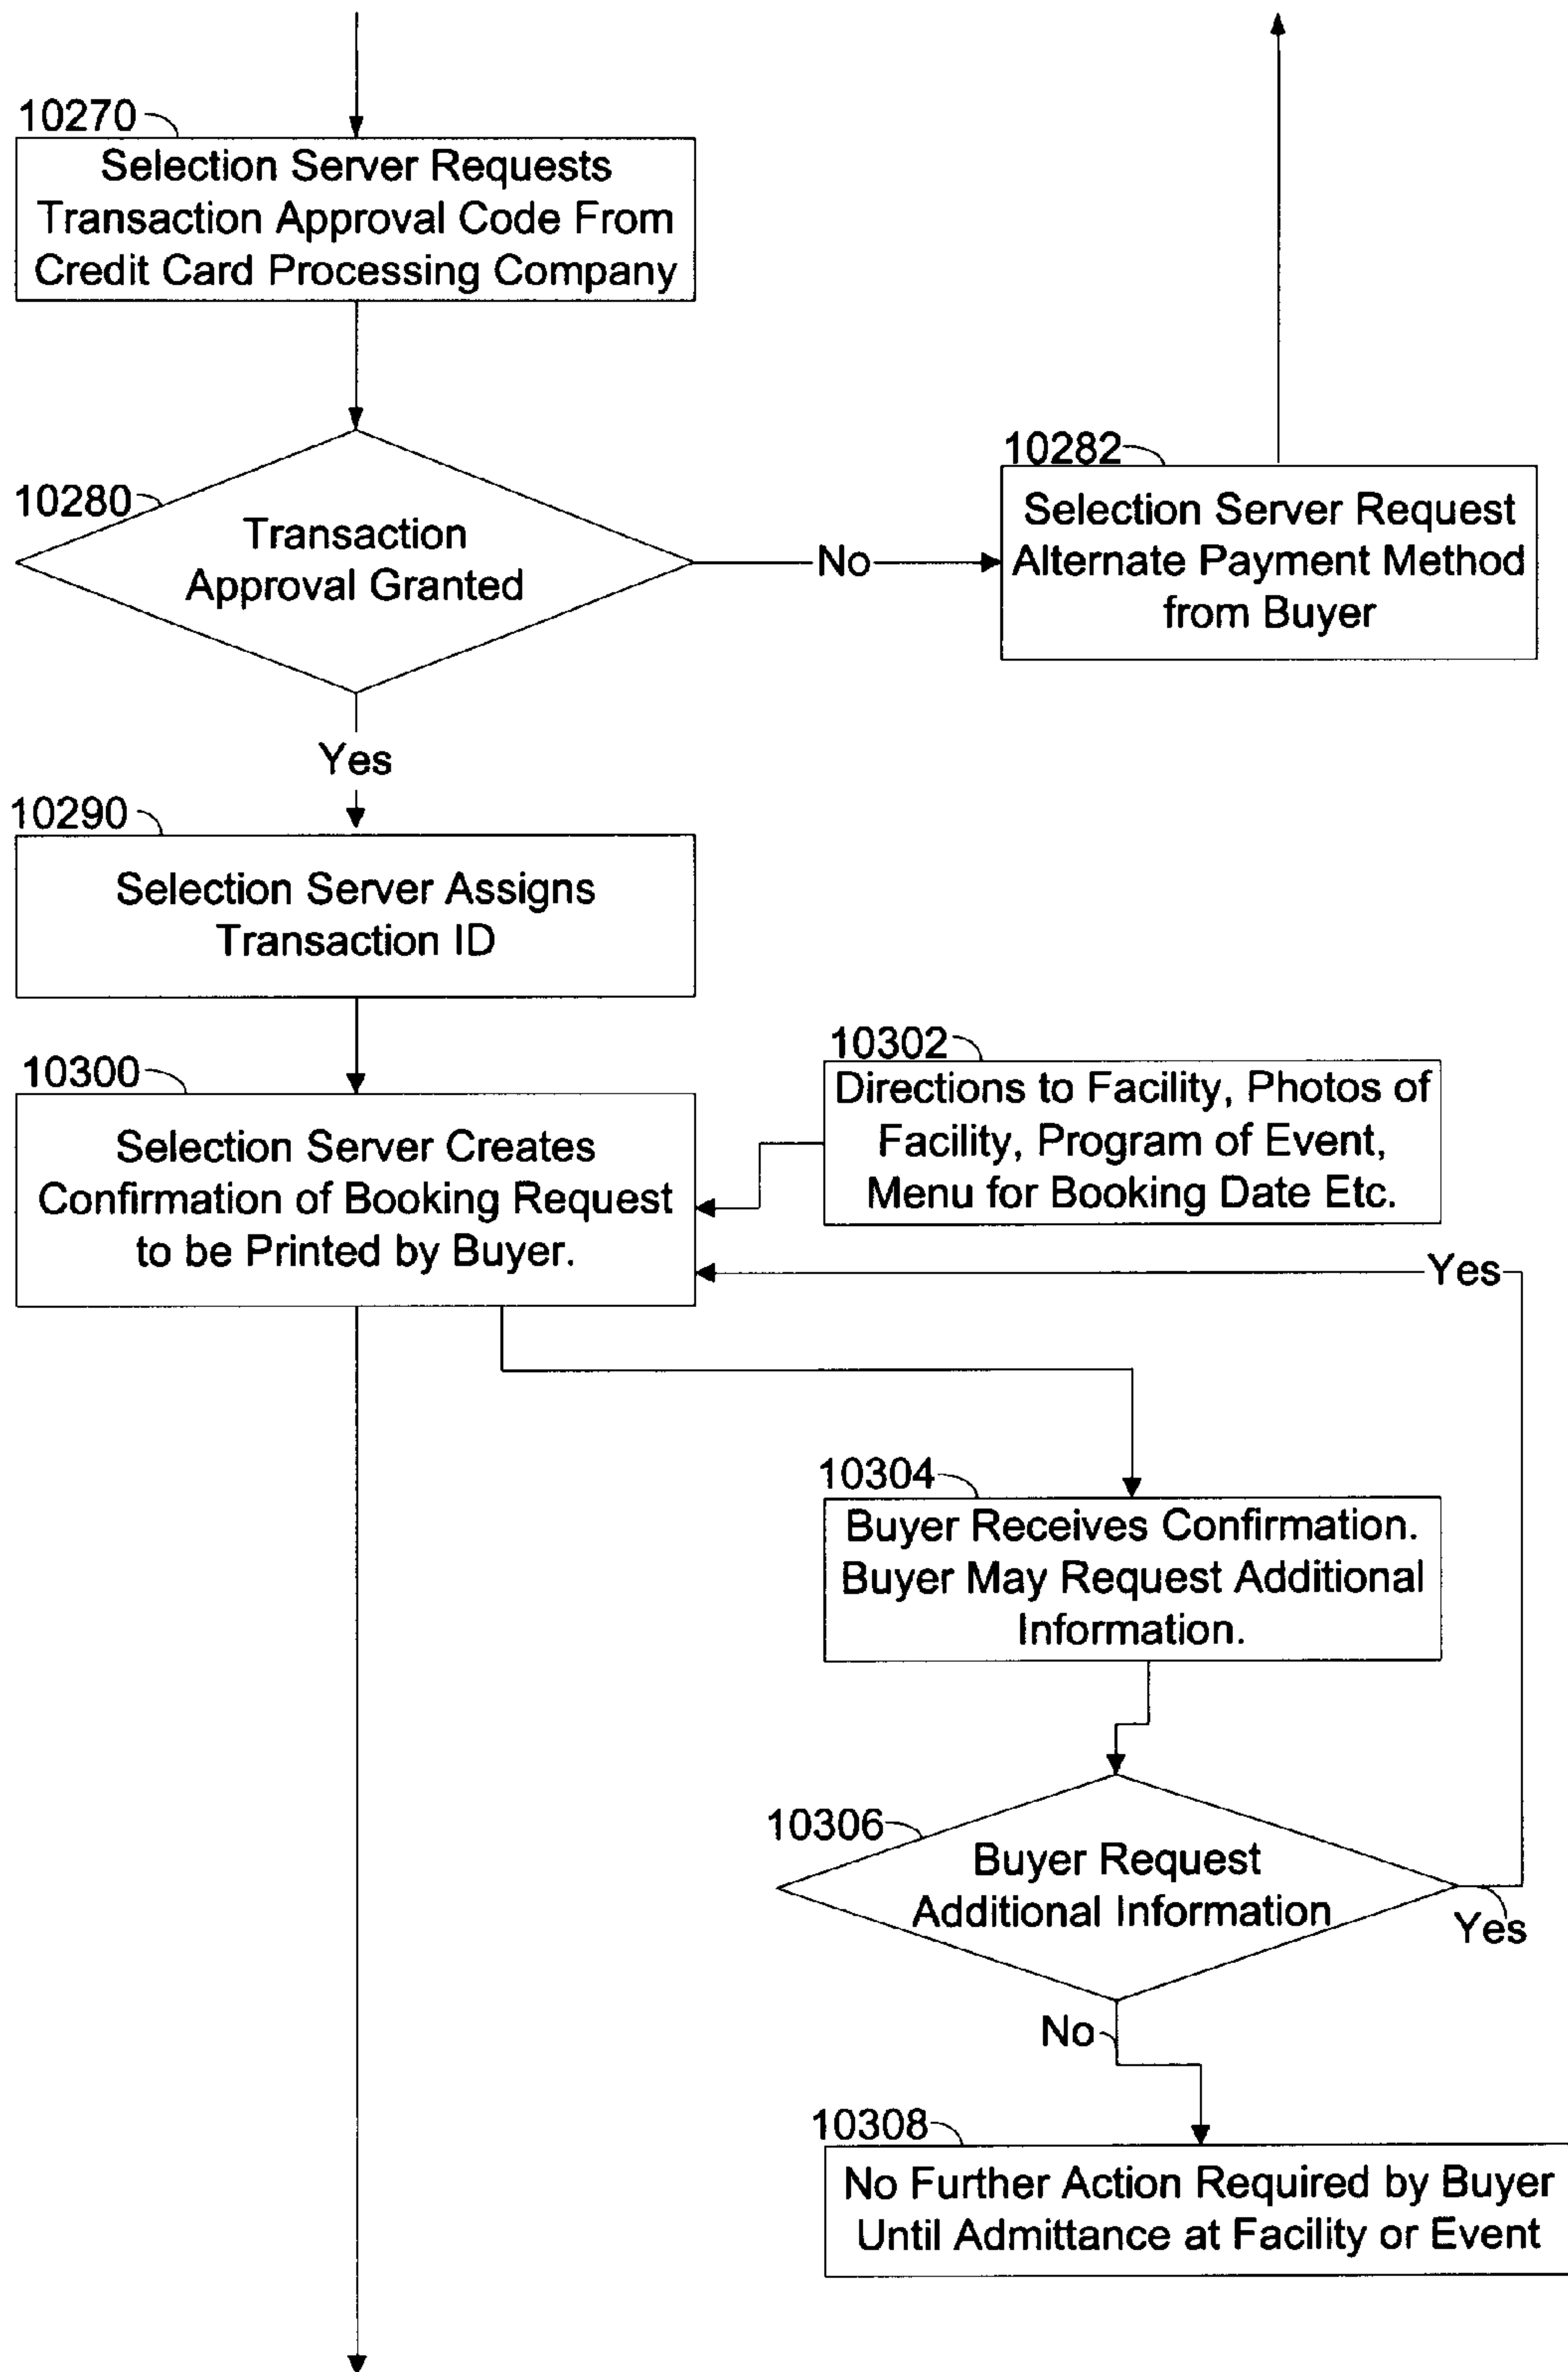 10270
Selection Server Requests
Transaction Approval Code From
Credit Card Processing Company
10280
Transaction
Approval Granted
No
10282
Selection Server Request
Alternate Payment Method
from Buyer
Yes
10290
Selection Server Assigns
Transaction ID
10300
Selection Server Creates
Confirmation of Booking Request
to be Printed by Buyer.
10302
Directions to Facility, Photos of
Facility, Program of Event,
Menu for Booking Date Etc.
Yes
10304
Buyer Receives Confirmation.
Buyer May Request Additional
Information.
10306
Buyer Request
Additional Information
Yes
No
10308
No Further Action Required by Buyer
Until Admittance at Facility or Event